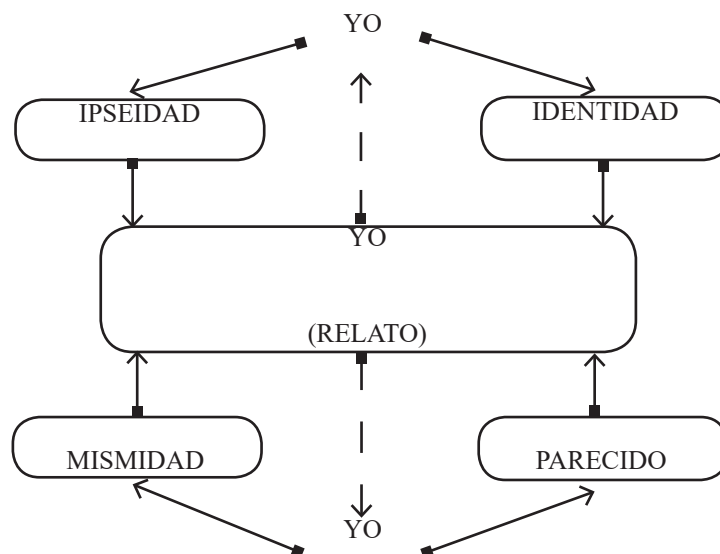 YO
IPSEIDAD
IDENTIDAD
YO
(RELATO)
MISMIDAD
PARECIDO
YO